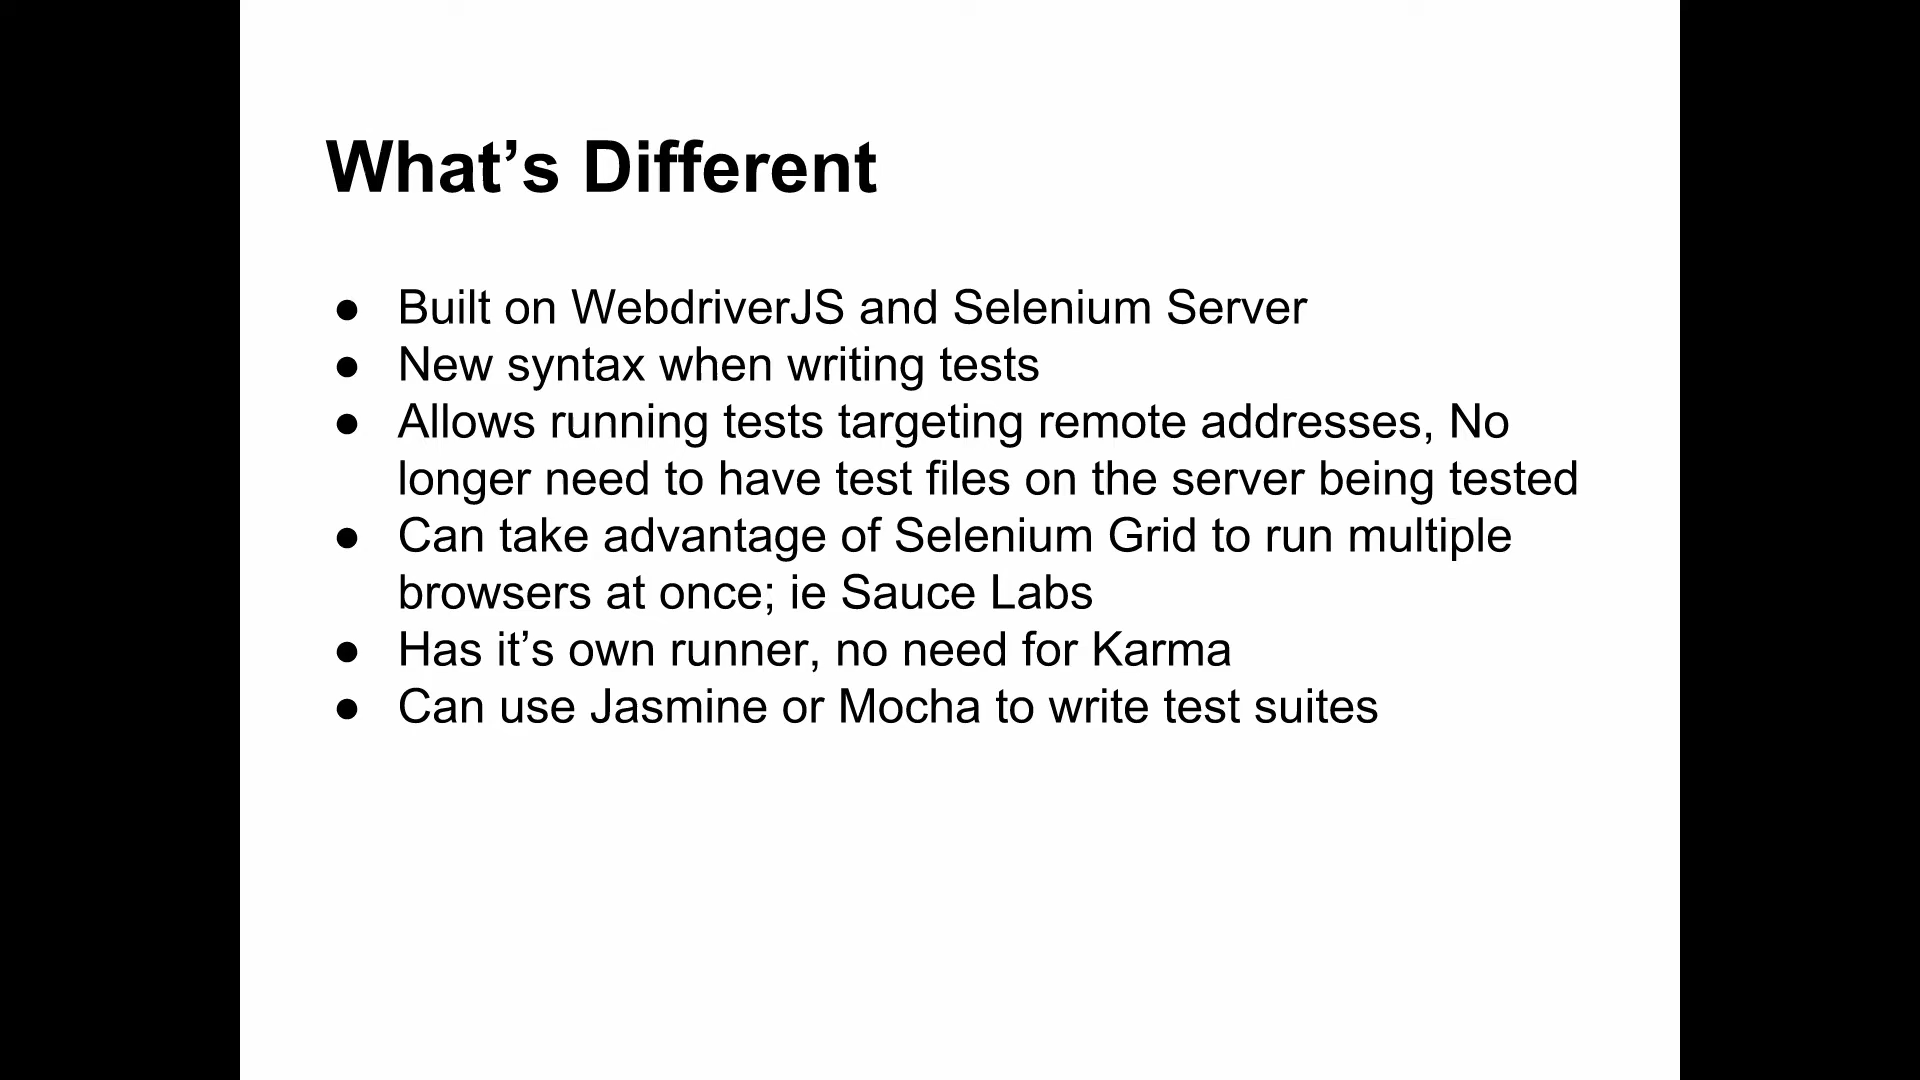 What’s Different
● Built on WebdriverJS and Selenium Server
● New syntax when writing tests
● Allows running tests targeting remote addresses, No
longer need to have test files on the server being tested
● Can take advantage of Selenium Grid to run multiple
browsers at once; ie Sauce Labs
● Has it’s own runner, no need for Karma
● Can use Jasmine or Mocha to write test suites